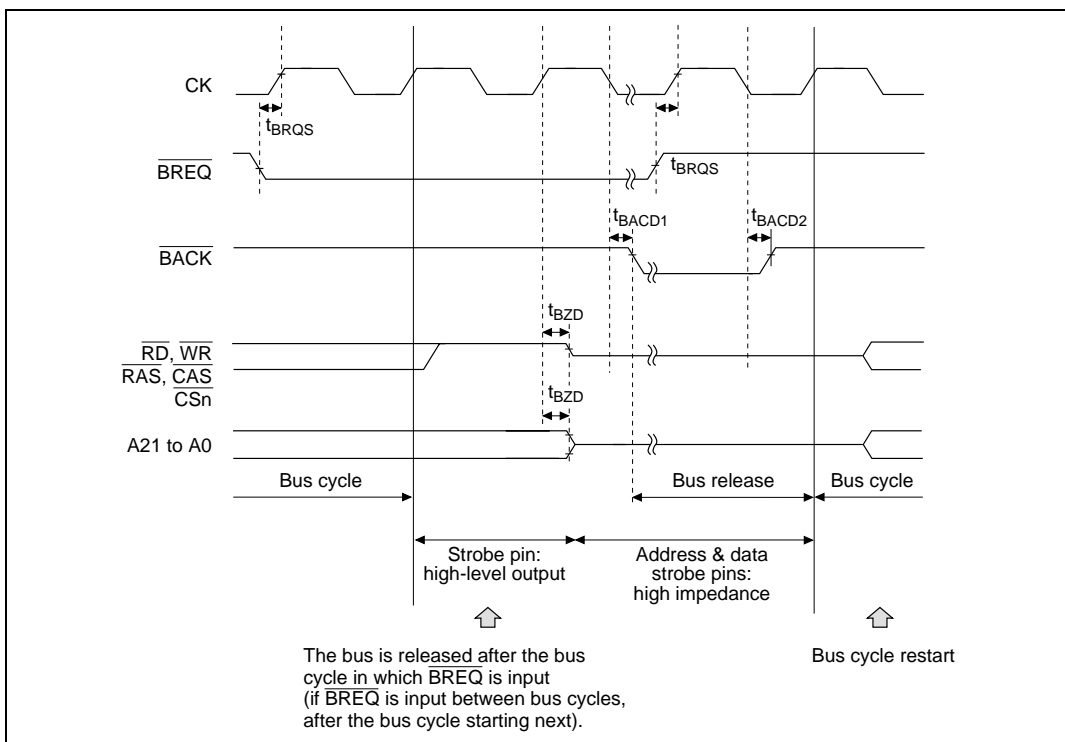 CK
tBRQS
BREQ
tBRQS
tBACD1
tBACD2
BACK
tBZD
RD, WR
RAS, CAS
CSn
tBZD
A21 to A0
Bus cycle
Bus release
Bus cycle
Strobe pin:
high-level output
Address & data
strobe pins:
high impedance
The bus is released after the bus
cycle in which BREQ is input
(if BREQ is input between bus cycles,
after the bus cycle starting next).
Bus cycle restart